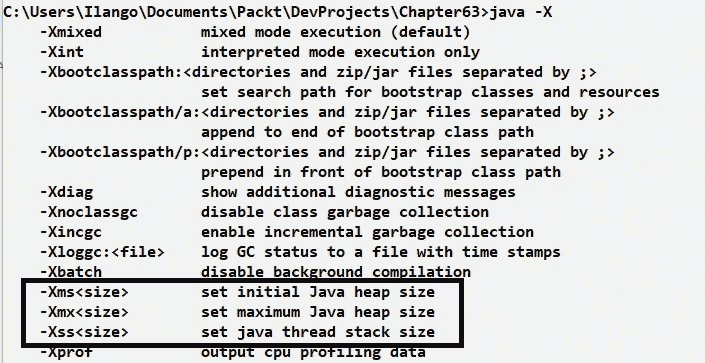 C:\Users\Ilango\Documents\Packt\DevProjects\Chapter63>java -X
-Xmixed mixed mode execution (default)
-Xint interpreted mode execution only
-Xbootclasspath:<directories and zip/jar files separated by ;>
set search path for bootstrap classes and resources
-Xbootclasspath/a:<directories and zip/jar files separated by ;>
append to end of bootstrap class path
-Xbootclasspath/p:<directories and zip/jar files separated by ;>
prepend in front of bootstrap class path
-Xdiag show additional diagnostic messages
-Xnoclassgc disable class garbage collection
-Xincgc enable incremental garbage collection
-Xloggc:<file> log GC status to a file with time stamps
-Xbatch disable background compilation
-Xms<size> set initial Java heap size
-Xmx<size> set maximum Java heap size
-Xss<size> set java thread stack size
-Xprof output cpu profiling data